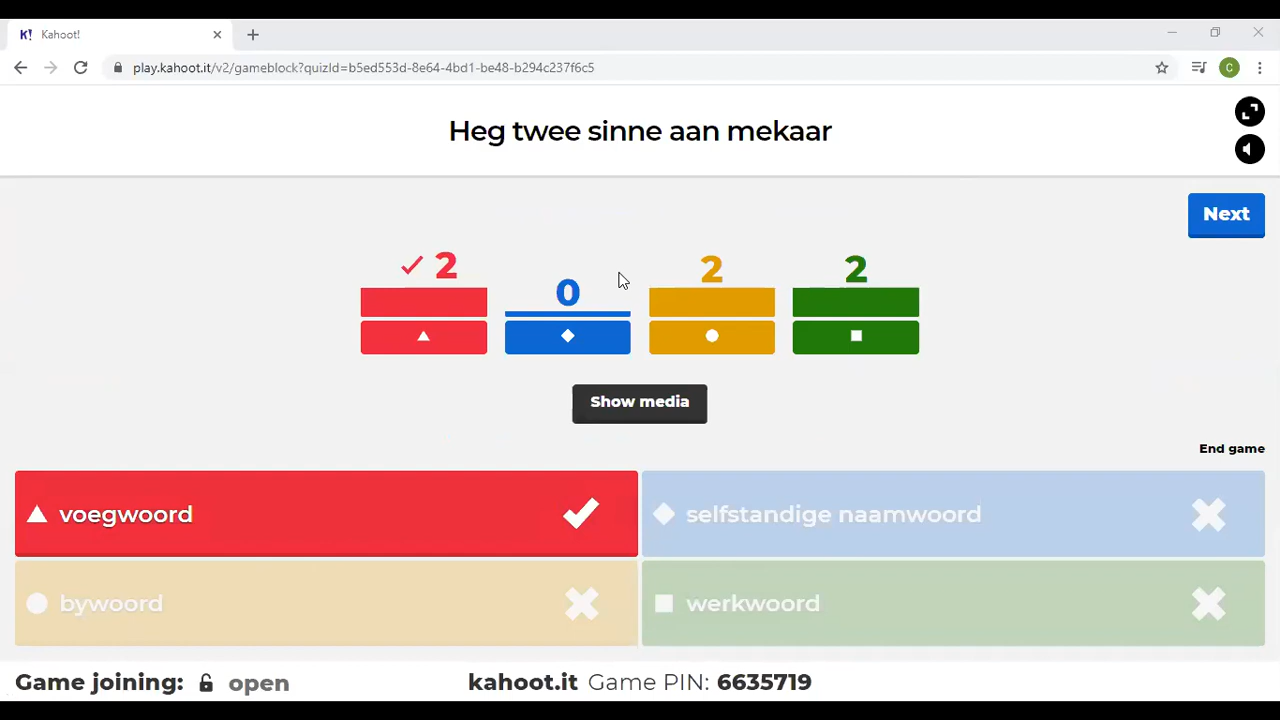 K! Kahoot!
play.kahoot.it/v2/gameblock?quizId=b5ed553d-8e64-4bd1-be48-b294c237f6c5
C
Heg twee sinne aan mekaar
Next
2
0
2
2
Show media
End game
voegwoord
selfstandige naamwoord
bywoord
werkwoord
Game joining: open
kahoot.it Game PIN: 6635719